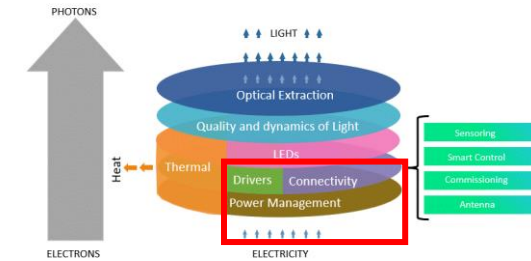 PHOTONS
LIGHT
Optical Extraction
Quality and dynamics of Light
LEDs
Thermal
Heat
Drivers
Connectivity
Power Management
Sensoring
Smart Control
Commissioning
Antenna
ELECTRONS
ELECTRICITY